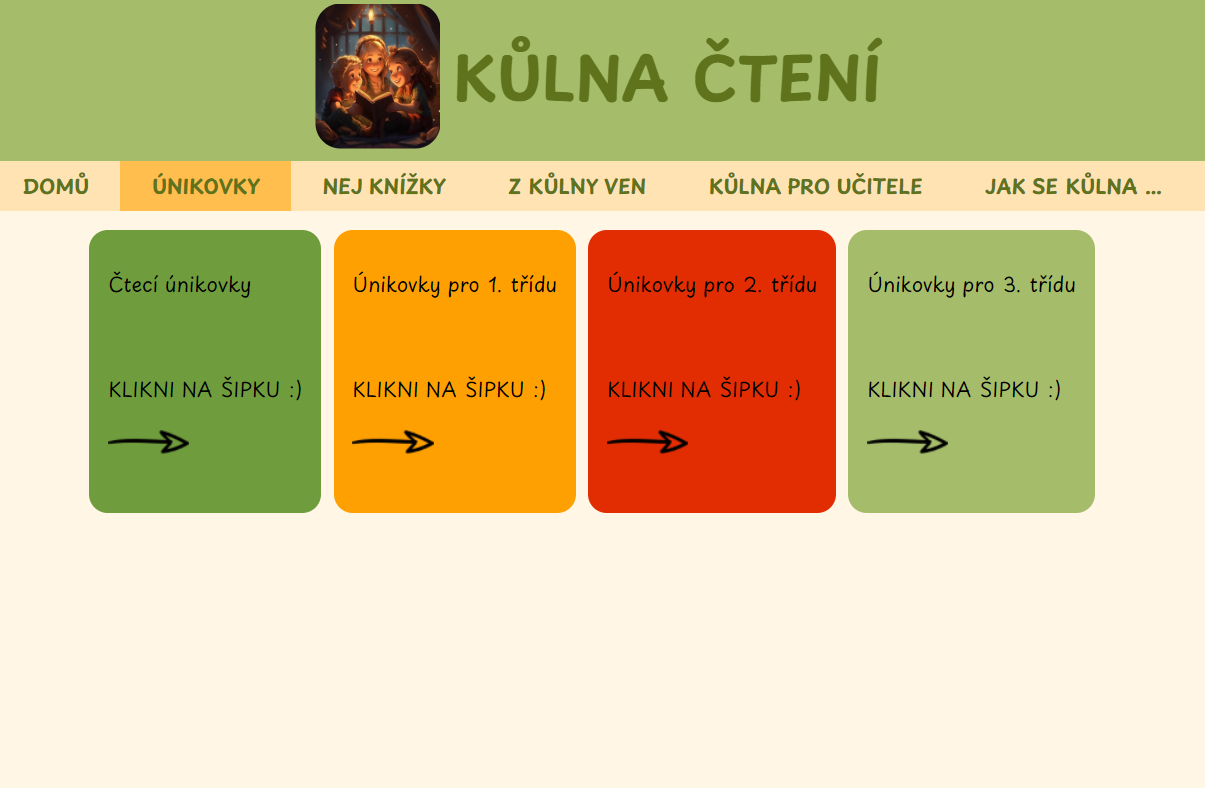 KŮLNA ČTENÍ
DOMŮ ÚNIKOVKY NEJ KNÍŽKY Z KŮLNY VEN KŮLNA PRO UČITELE JAK SE KŮLNA ...
Čtecí únikovky
KLIKNI NA ŠIPKU :)
Únikovky pro 1. třídu
KLIKNI NA ŠIPKU :)
Únikovky pro 2. třídu
KLIKNI NA ŠIPKU :)
Únikovky pro 3. třídu
KLIKNI NA ŠIPKU :)